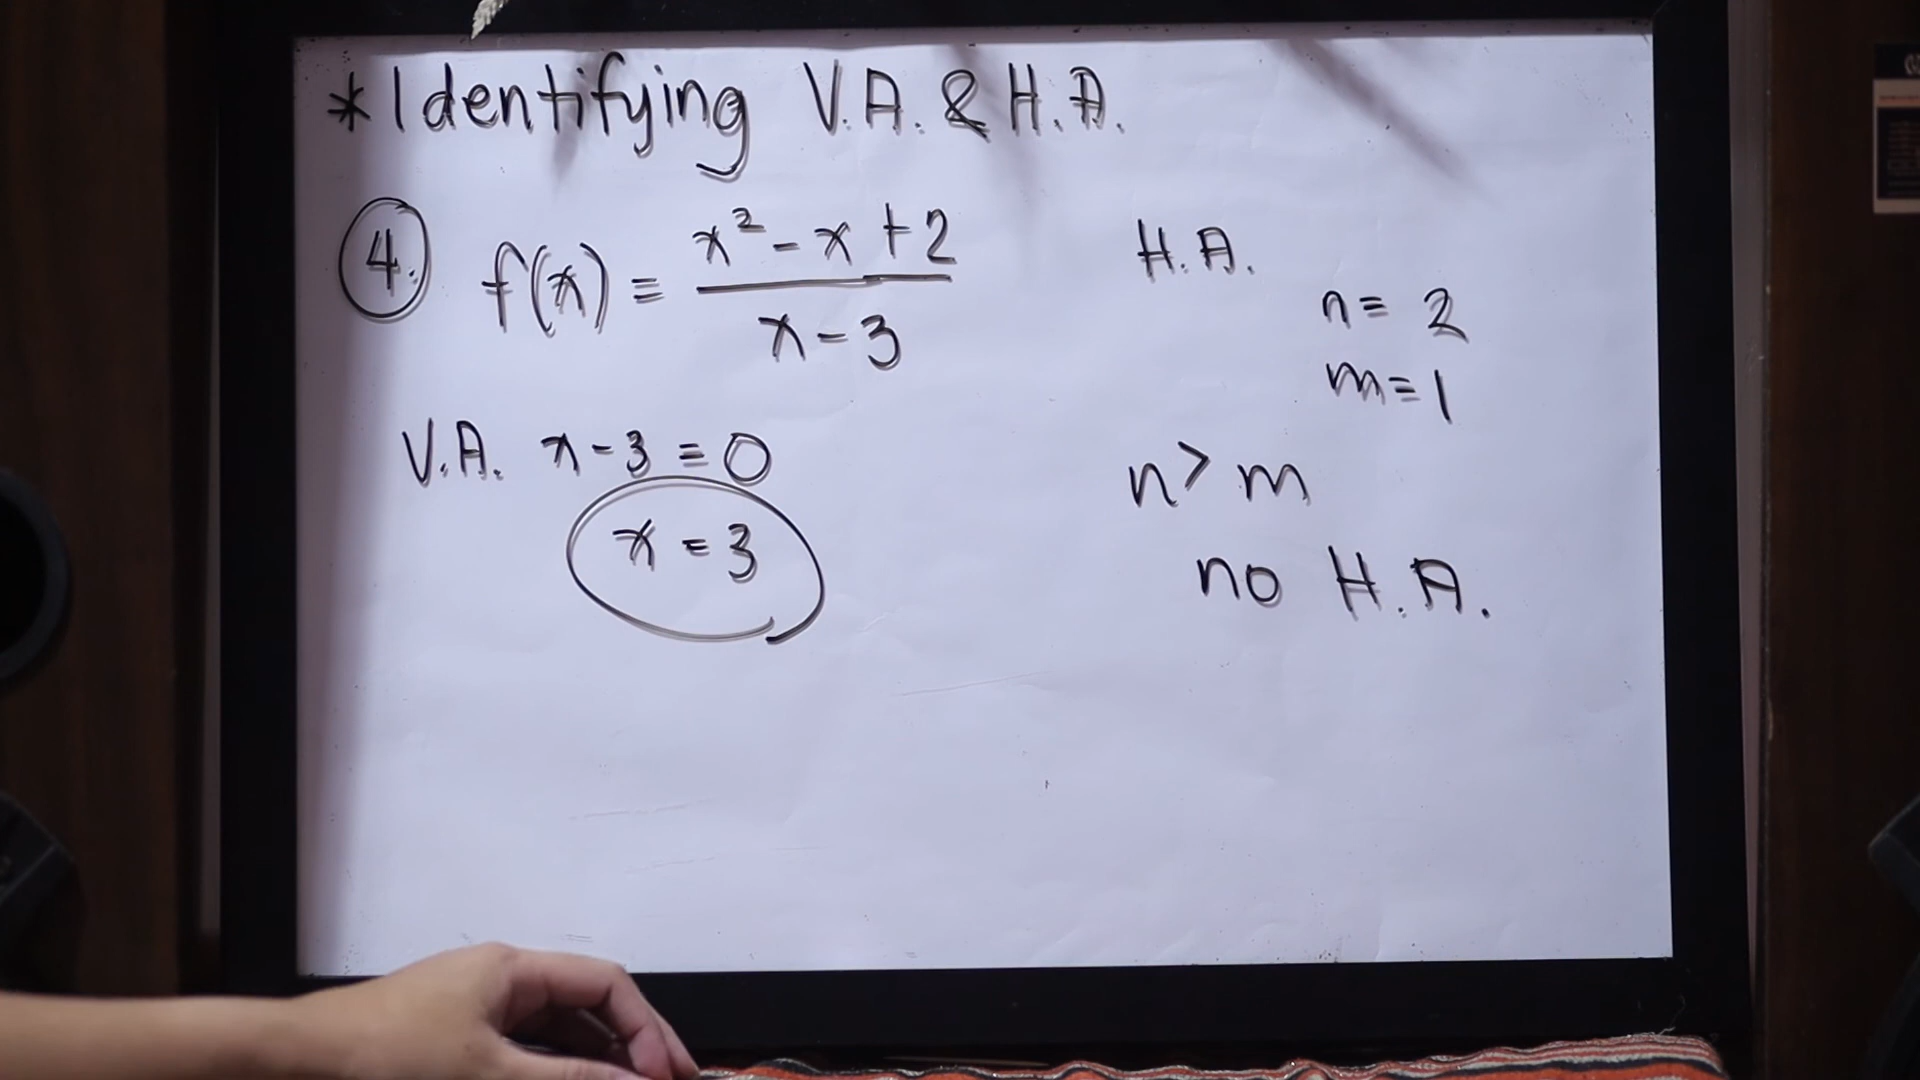 *Identifying V.A. & H.A.
4. f(x) = x² - x + 2 / x - 3
V.A. x - 3 = 0
x = 3
H.A.
n = 2
m = 1
n > m
no H.A.